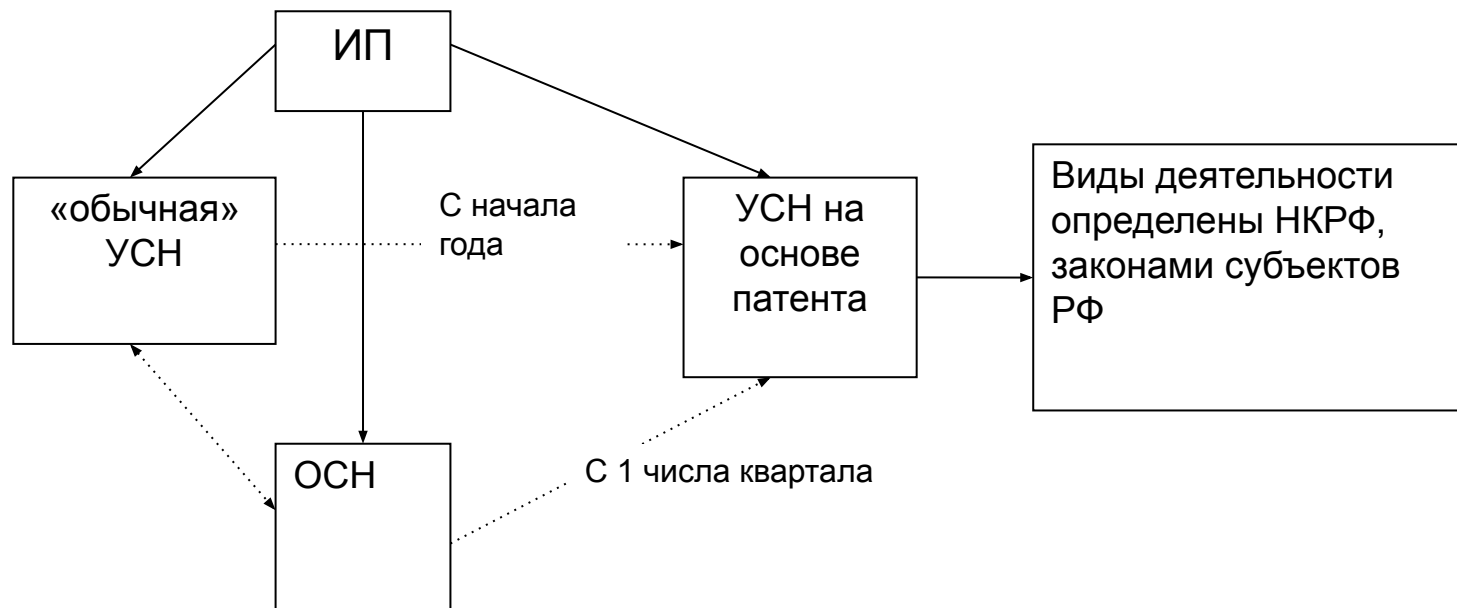 ИП
«обычная»
УСН
С начала
года
УСН на
основе
патента
Виды деятельности
определены НКРФ,
законами субъектов
РФ
ОСН
С 1 числа квартала